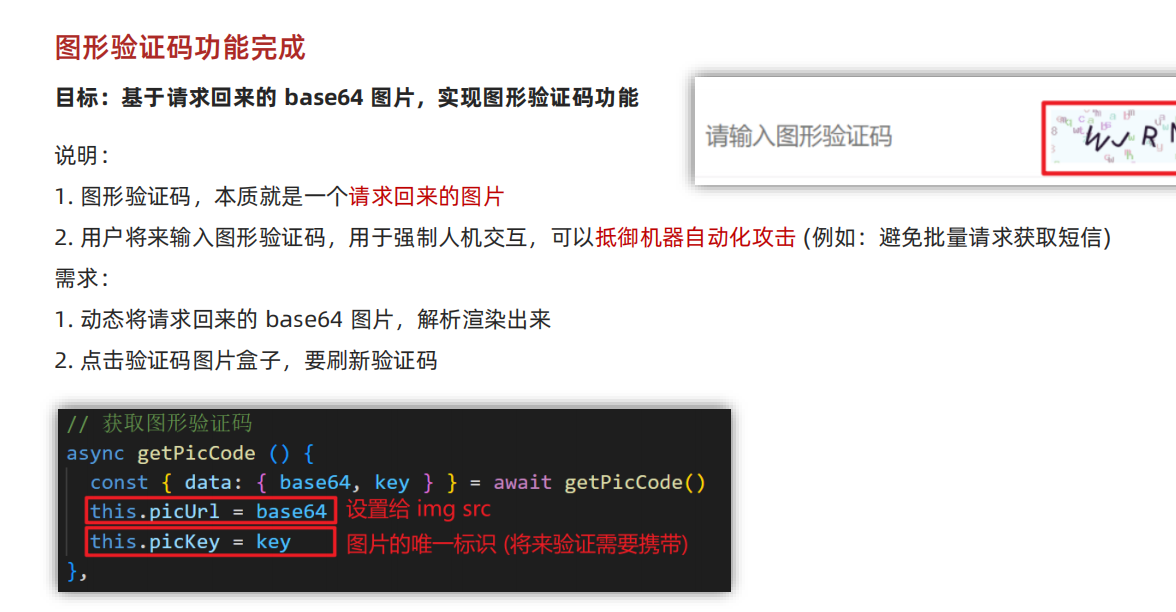 图形验证码功能完成
目标：基于请求回来的 base64 图片，实现图形验证码功能
请输入图形验证码
W J R
说明：
1. 图形验证码，本质就是一个请求回来的图片
2. 用户将来输入图形验证码，用于强制人机交互，可以抵御机器自动化攻击 (例如：避免批量请求获取短信)
需求：
1. 动态将请求回来的 base64 图片，解析渲染出来
2. 点击验证码图片盒子，要刷新验证码
// 获取图形验证码
async getPicCode () {
const { data: { base64, key } } = await getPicCode()
this.picUrl = base64 设置给 img src
this.picKey = key 图片的唯一标识 (将来验证需要携带)
},